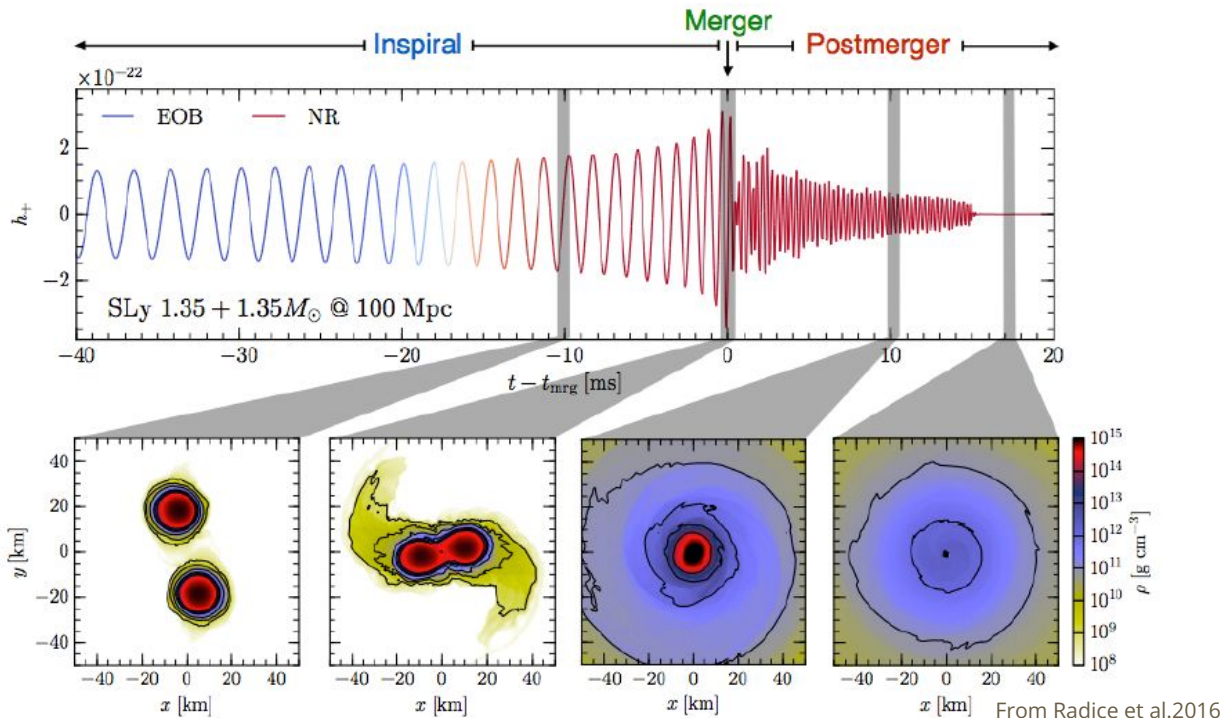 Merger
Inspiral
Postmerger
×10⁻²²
EOB
NR
2
0
−2
h₊
SLy 1.35 + 1.35M⊙ @ 100 Mpc
−40 −30 −20 −10 0 10 20
t − t_mrg [ms]
40
20
0
−20
−40
y [km]
−40 −20 0 20 40
x [km]
−40 −20 0 20 40
x [km]
−40 −20 0 20 40
x [km]
−40 −20 0 20 40
x [km]
10¹⁵
10¹⁴
10¹³
10¹²
10¹¹
10¹⁰
10⁹
10⁸
ρ [g cm⁻³]
From Radice et al.2016